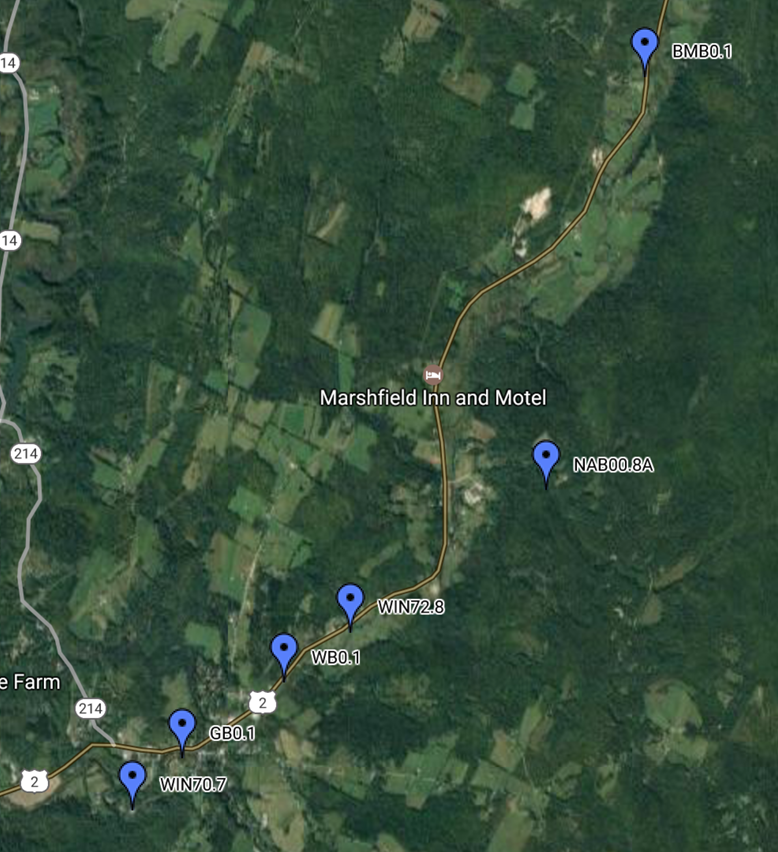 BMB0.1
14
14
Marshfield Inn and Motel
214
NAB00.8A
WIN72.8
WB0.1
e Farm
2
214
GB0.1
2
WIN70.7